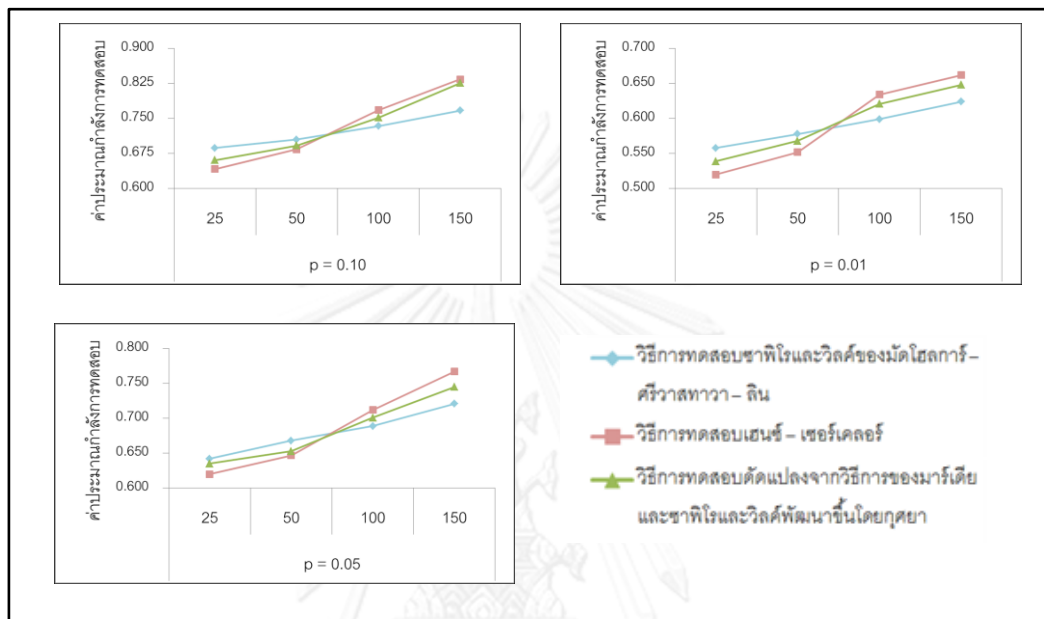 ค่าประมาณกำลังการทดสอบ
0.900
0.825
0.750
0.675
0.600
25 50 100 150
p = 0.10
ค่าประมาณกำลังการทดสอบ
0.700
0.650
0.600
0.550
0.500
25 50 100 150
p = 0.01
ค่าประมาณกำลังการทดสอบ
0.800
0.750
0.700
0.650
0.600
25 50 100 150
p = 0.05
วิธีการทดสอบชาพิโรและวิลค์ของมัดโฮลการ์ –
ศรีวาสทาวา – ลิน
วิธีการทดสอบเฮนซ์ – เซอร์เคลอร์
วิธีการทดสอบดัดแปลงจากวิธีการของมาร์เดีย
และชาพิโรและวิลค์พัฒนาขึ้นโดยกุศยา